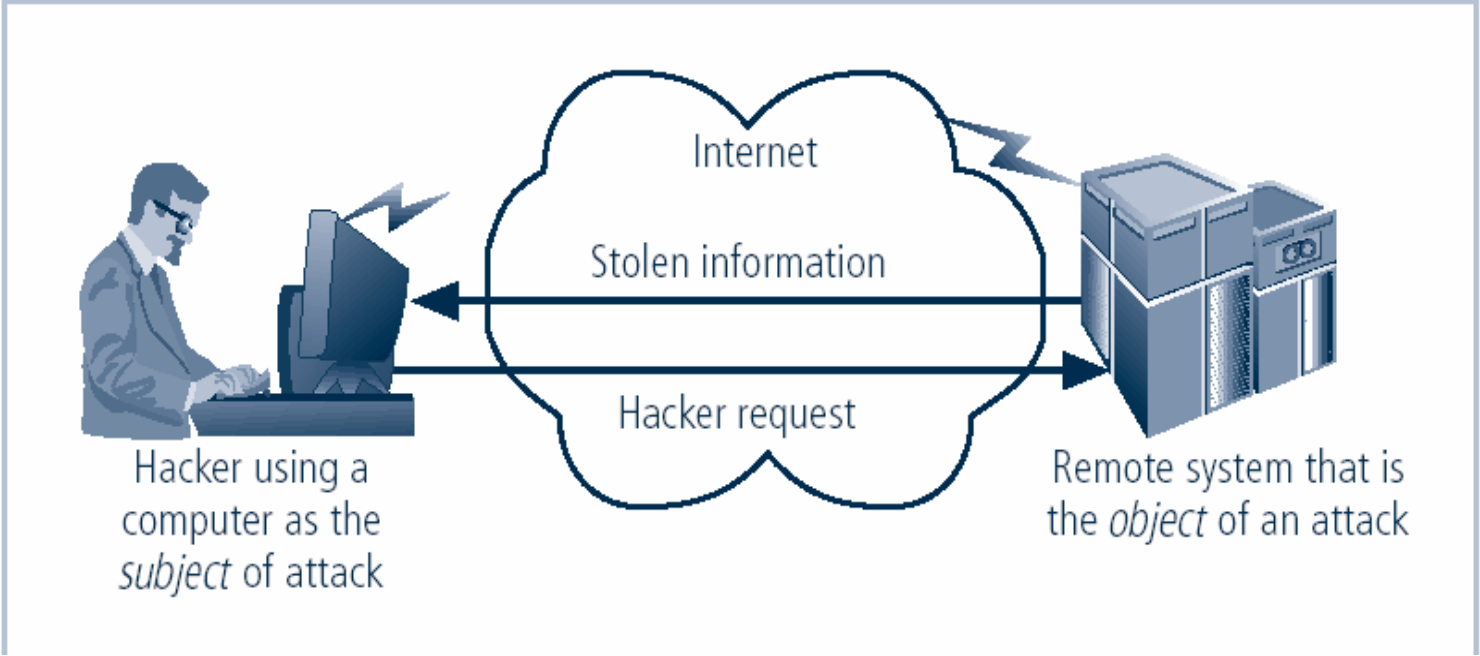 Internet
Stolen information
Hacker request
Hacker using a
computer as the
subject of attack
Remote system that is
the object of an attack